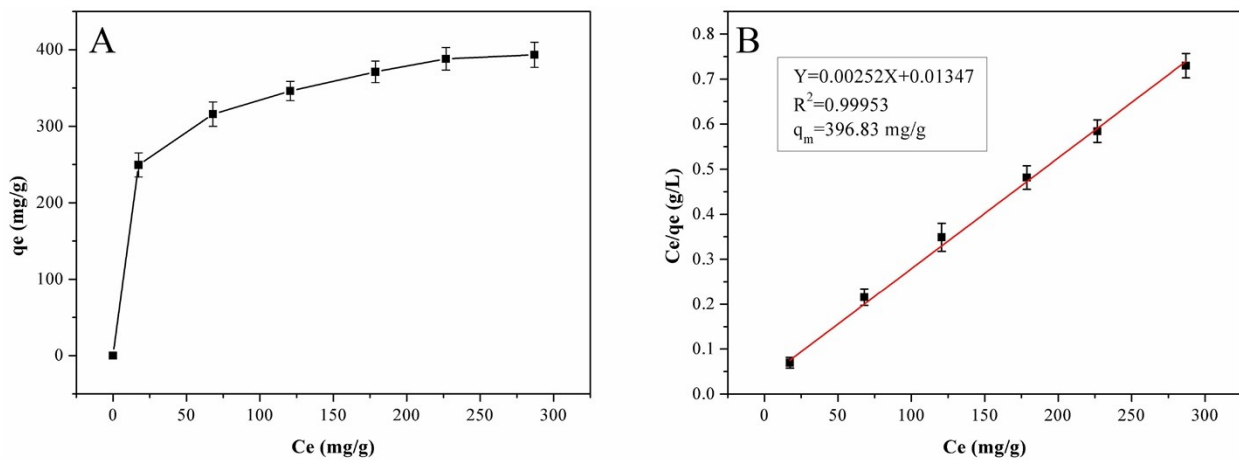 A
400
300
200
100
0
qe (mg/g)
0 50 100 150 200 250 300
Ce (mg/g)
B
Y=0.00252X+0.01347
R²=0.99953
qₘ=396.83 mg/g
0.8
0.7
0.6
0.5
0.4
0.3
0.2
0.1
0.0
Ce/qe (g/L)
0 50 100 150 200 250 300
Ce (mg/g)